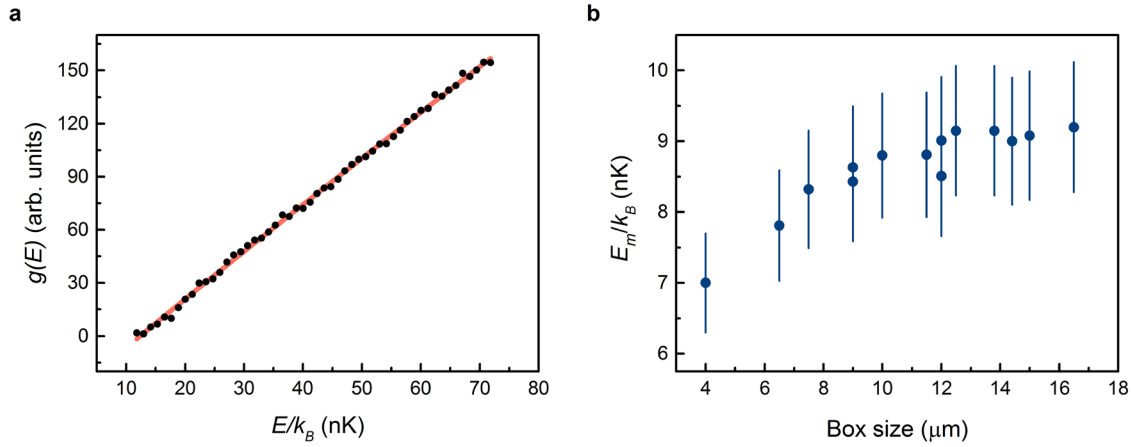 a
150
120
90
60
30
0
g(E) (arb. units)
10 20 30 40 50 60 70 80
E/k_B (nK)
b
10
9
8
7
6
E_m/k_B (nK)
4 6 8 10 12 14 16 18
Box size (μm)